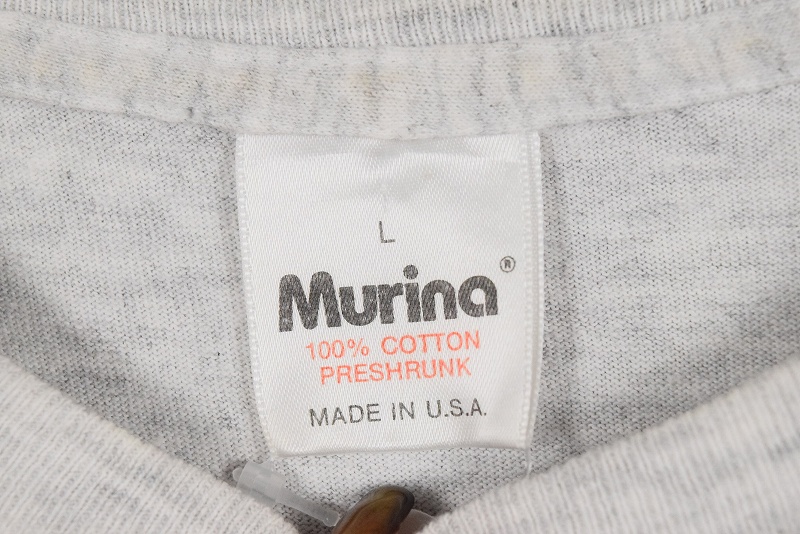 L
Murina®
100% COTTON
PRESHRUNK
MADE IN U.S.A.